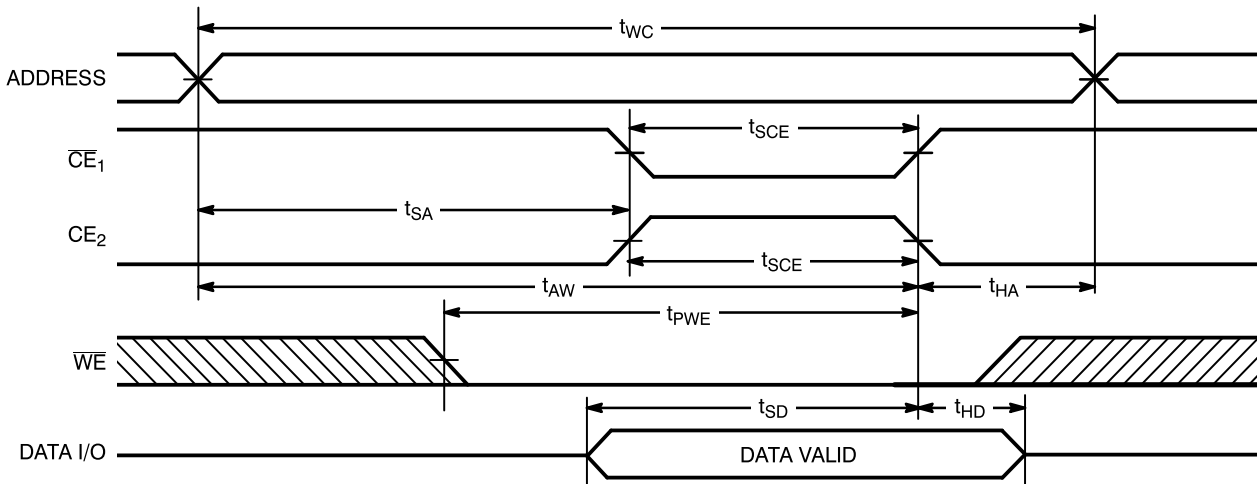 tWC
ADDRESS
tSCE
CE1
tSA
CE2
tSCE
tAW
tHA
tPWE
WE
tSD
tHD
DATA I/O
DATA VALID